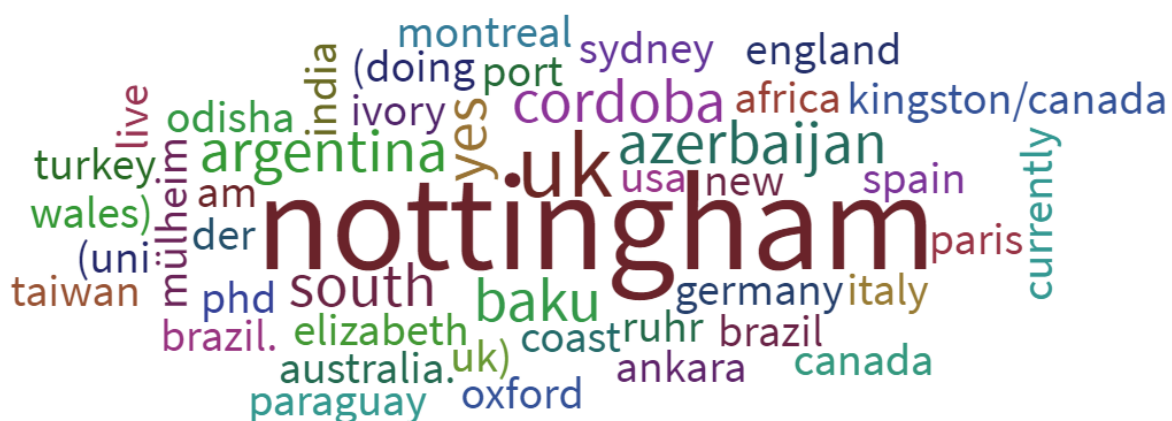 montreal
sydney
england
(doing
port
india
live
odisha
ivory
yes
cordoba
africa
kingston/canada
turkey
argentina
uk
azerbaijan
currently
am
usa
new
spain
wales)
mülheim
der
nottingham
paris
(uni
taiwan
phd
south
baku
germany
italy
brazil.
elizabeth
coast
ruhr
brazil
australia.
uk)
ankara
canada
paraguay
oxford